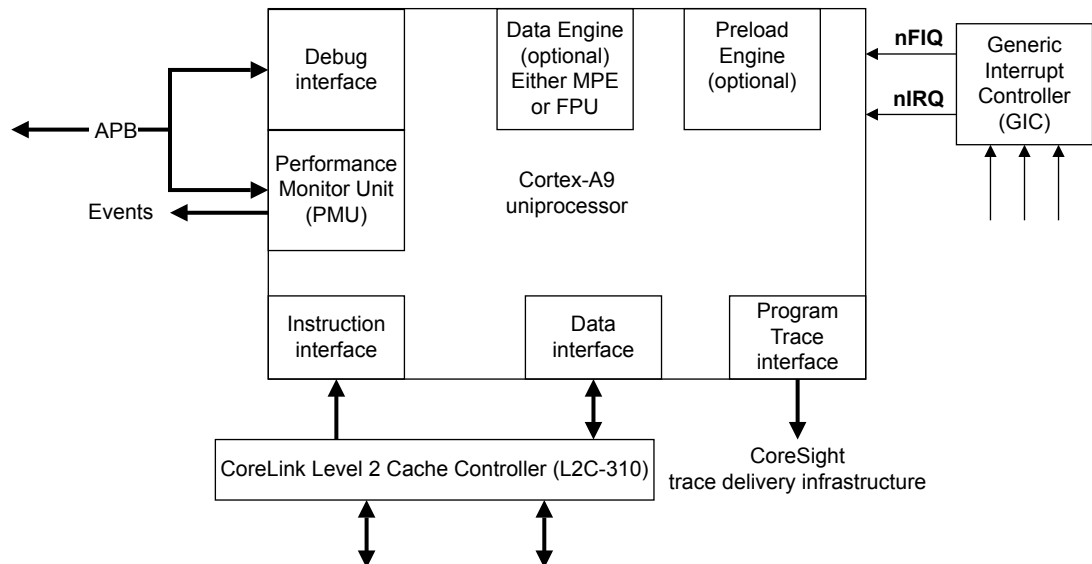 Debug
interface
Data Engine
(optional)
Either MPE
or FPU
Preload
Engine
(optional)
nFIQ
nIRQ
Generic
Interrupt
Controller
(GIC)
APB
Performance
Monitor Unit
(PMU)
Events
Cortex-A9
uniprocessor
Instruction
interface
Data
interface
Program
Trace
interface
CoreLink Level 2 Cache Controller (L2C-310)
CoreSight
trace delivery infrastructure